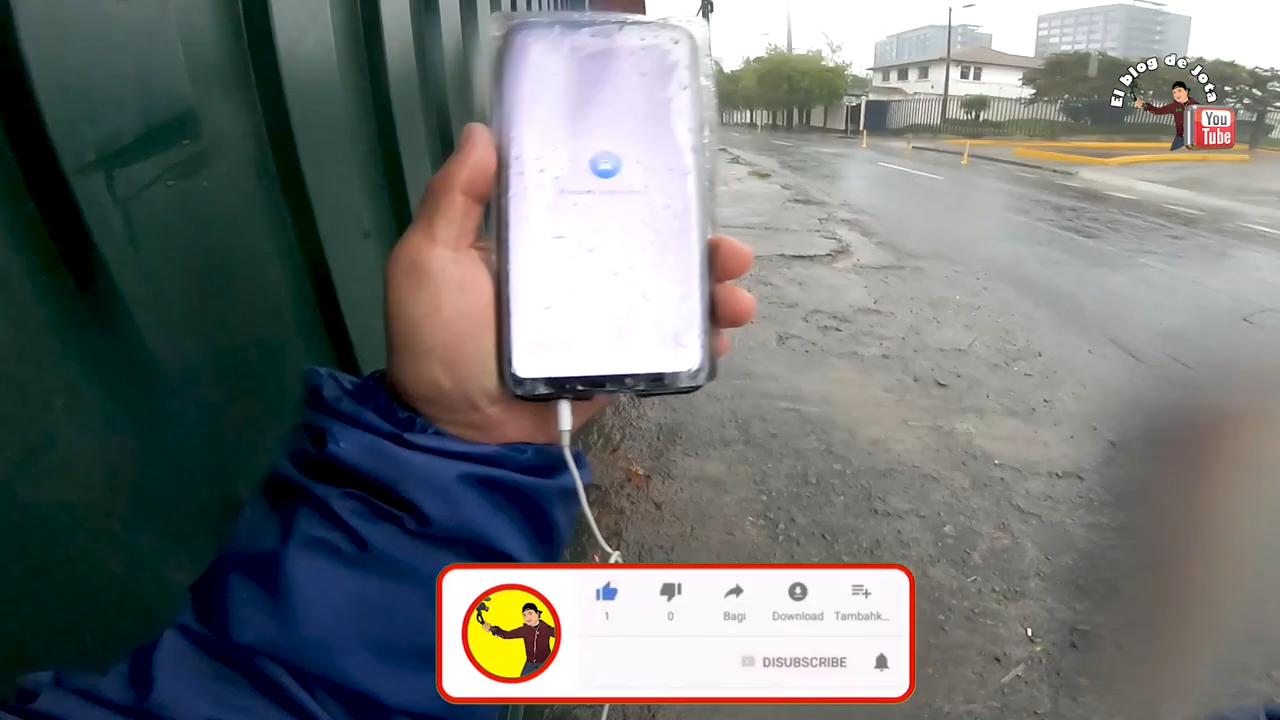 El blog de Jota
You
Tube
1
0
Bagi
Download
Tambahk...
DISUBSCRIBE